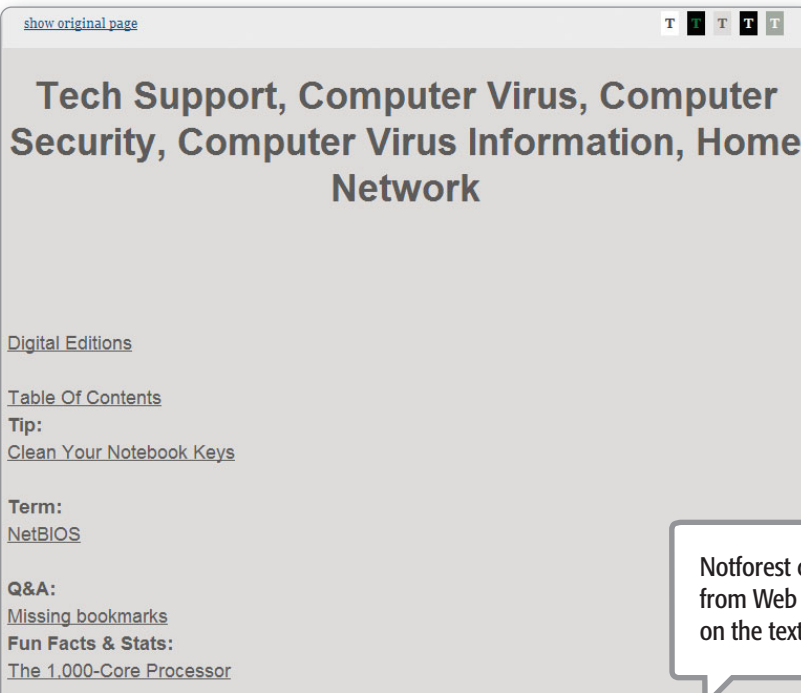 show original page
T T T T T
Tech Support, Computer Virus, Computer
Security, Computer Virus Information, Home
Network
Digital Editions
Table Of Contents
Tip:
Clean Your Notebook Keys
Term:
NetBIOS
Q&A:
Missing bookmarks
Fun Facts & Stats:
The 1,000-Core Processor
Notforest
from Web
on the text